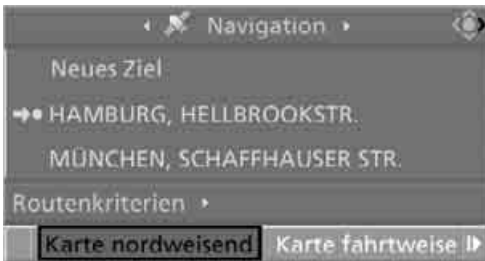 Navigation
Neues Ziel
HAMBURG, HELLBROOKSTR.
MÜNCHEN, SCHAFFHAUSER STR.
Routenkriterien
Karte nordweisend Karte fahrtweise